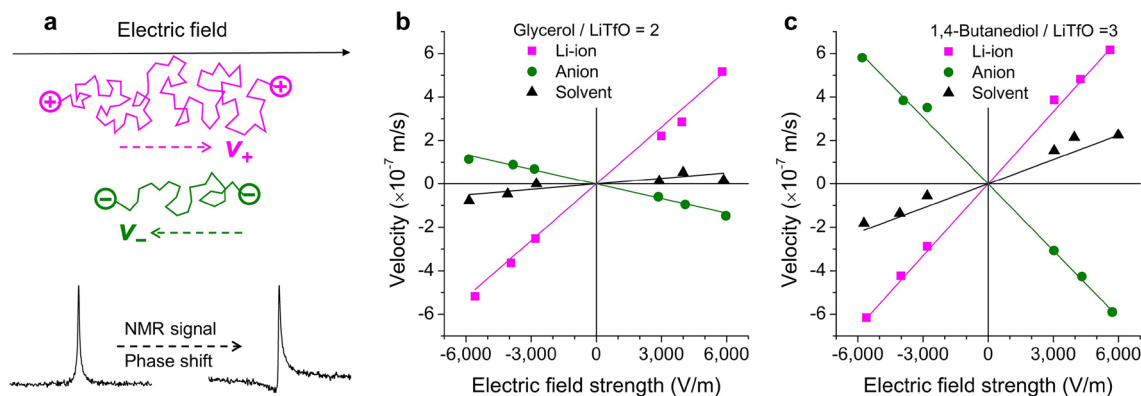 a
Electric field
+
+
V+
−
−
V−
NMR signal
Phase shift
b
Glycerol / LiTfO = 2
Li-ion
Anion
Solvent
6
4
2
0
-2
-4
-6
Velocity (×10⁻⁷ m/s)
-6,000 -3,000 0 3,000 6,000
Electric field strength (V/m)
c
1,4-Butanediol / LiTfO =3
Li-ion
Anion
Solvent
6
4
2
0
-2
-4
-6
Velocity (×10⁻⁷ m/s)
-6,000 -3,000 0 3,000 6,000
Electric field strength (V/m)